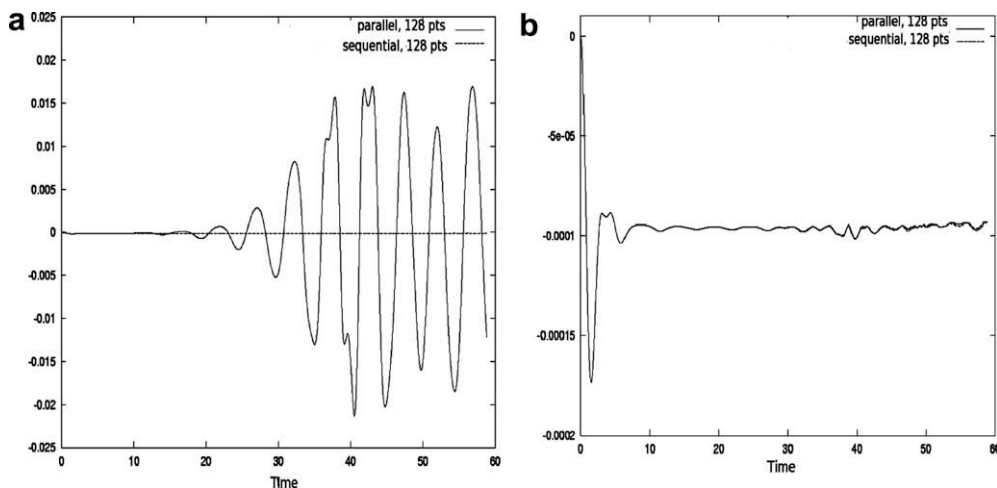 a
0.025
0.02
0.015
0.01
0.005
0
-0.005
-0.01
-0.015
-0.02
-0.025
parallel, 128 pts
sequential, 128 pts
0 10 20 30 40 50 60
Time
b
0
-5e-05
-0.0001
-0.00015
-0.0002
parallel, 128 pts
sequential, 128 pts
0 10 20 30 40 50 60
Time